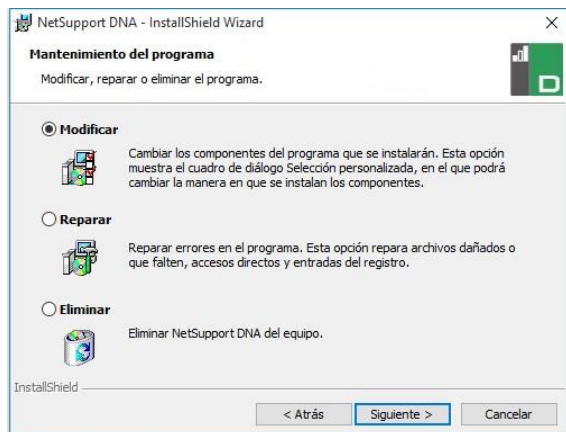 NetSupport DNA - InstallShield Wizard
Mantenimiento del programa
Modificar, reparar o eliminar el programa.
D
Modificar
Cambiar los componentes del programa que se instalarán. Esta opción
muestra el cuadro de diálogo Selección personalizada, en el que podrá
cambiar la manera en que se instalan los componentes.
Reparar
Reparar errores en el programa. Esta opción repara archivos dañados o
que falten, accesos directos y entradas del registro.
Eliminar
Eliminar NetSupport DNA del equipo.
InstallShield
< Atrás
Siguiente >
Cancelar